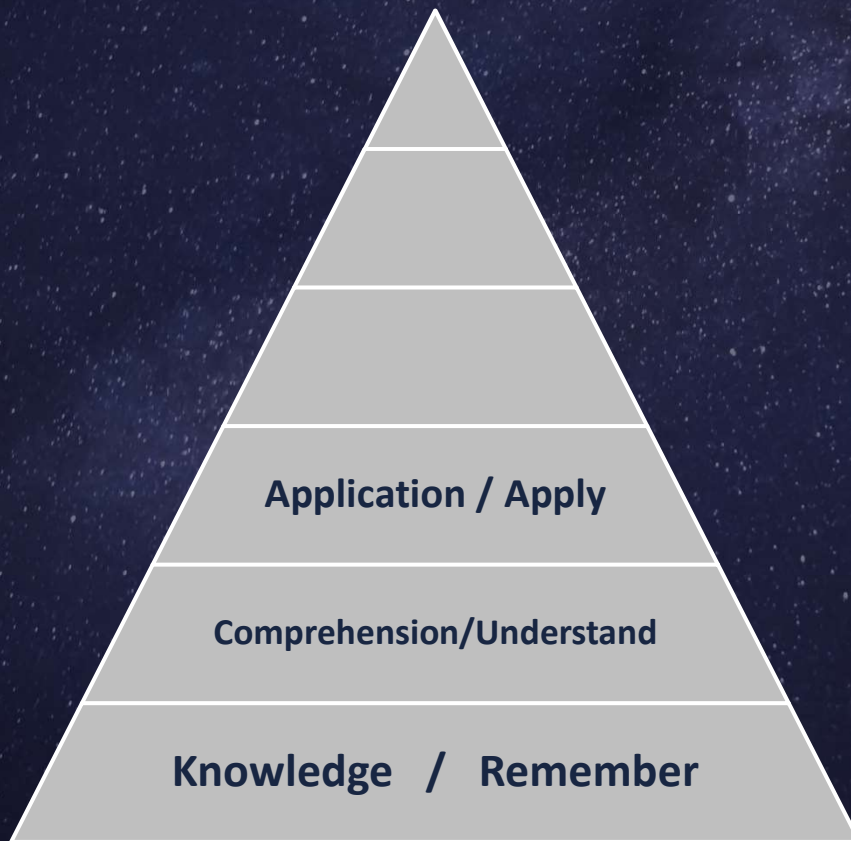 Application / Apply
Comprehension/Understand
Knowledge / Remember